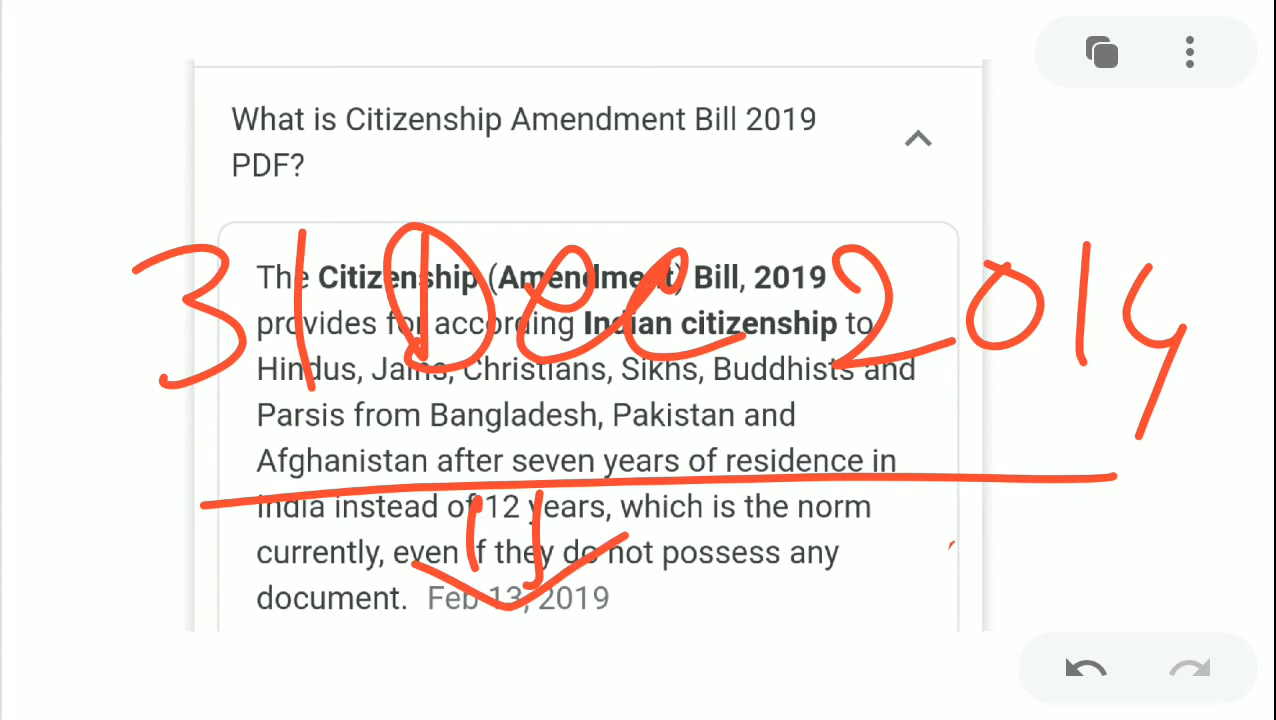 What is Citizenship Amendment Bill 2019
PDF?
31 Dec 2014
The Citizenship (Amendment) Bill, 2019
provides for according Indian citizenship to
Hindus, Jains, Christians, Sikhs, Buddhists and
Parsis from Bangladesh, Pakistan and
Afghanistan after seven years of residence in
India instead of 12 years, which is the norm
currently, even if they do not possess any
document. Feb 13, 2019